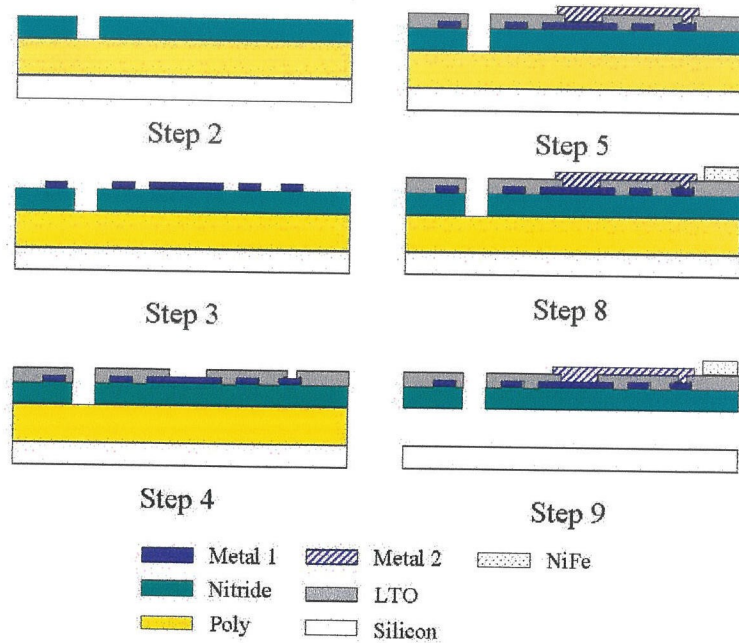 Step 2
Step 5
Step 3
Step 8
Step 4
Step 9
Metal 1
Metal 2
NiFe
Nitride
LTO
Poly
Silicon